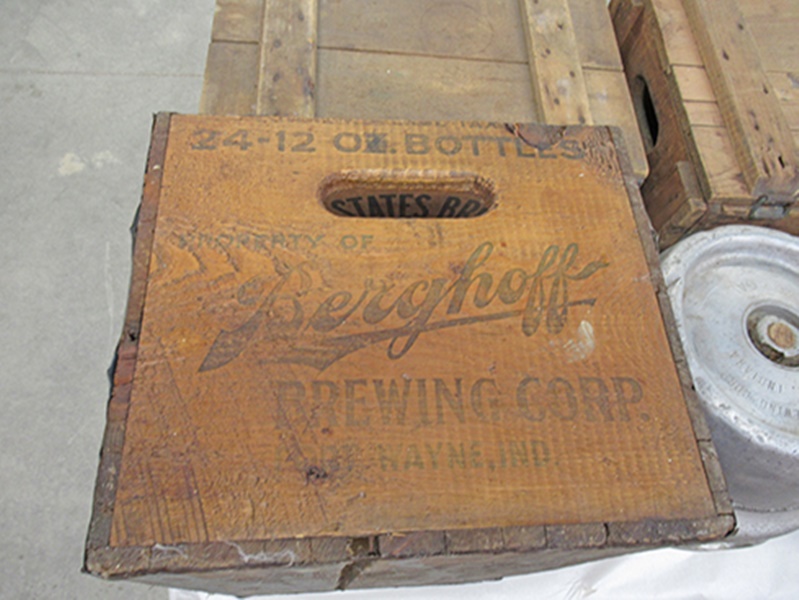 24-12 OZ. BOTTLES
STATES BR
PROPERTY OF
Berghoff
BREWING CORP.
FORT WAYNE, IND.